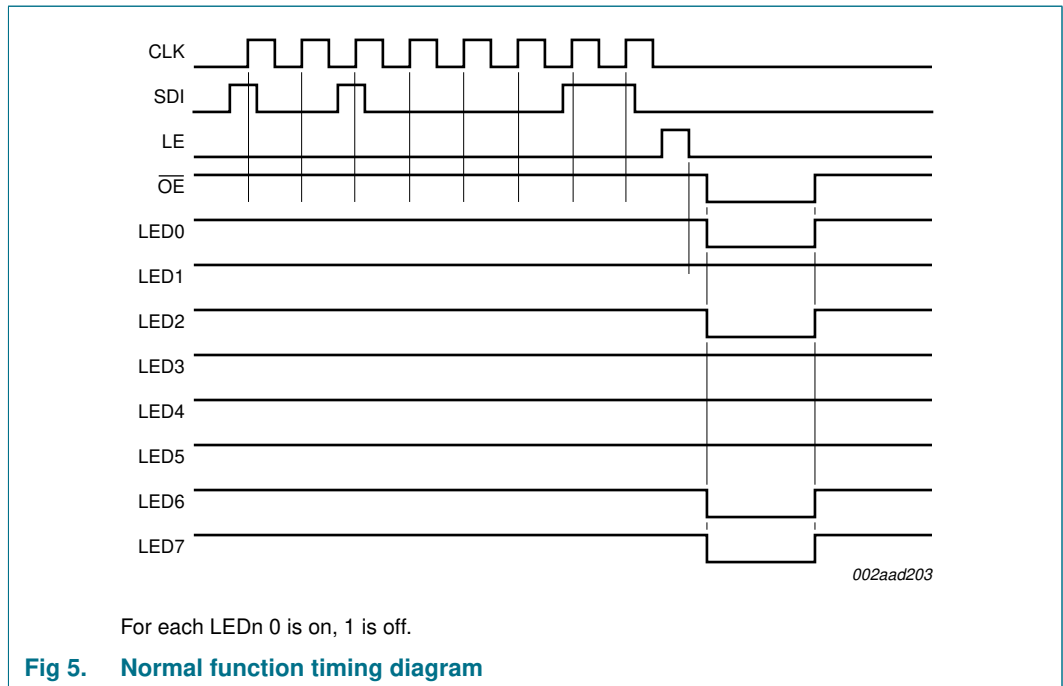 CLK
SDI
LE
OE
LED0
LED1
LED2
LED3
LED4
LED5
LED6
LED7
002aad203
For each LEDn 0 is on, 1 is off.
Fig 5. Normal function timing diagram